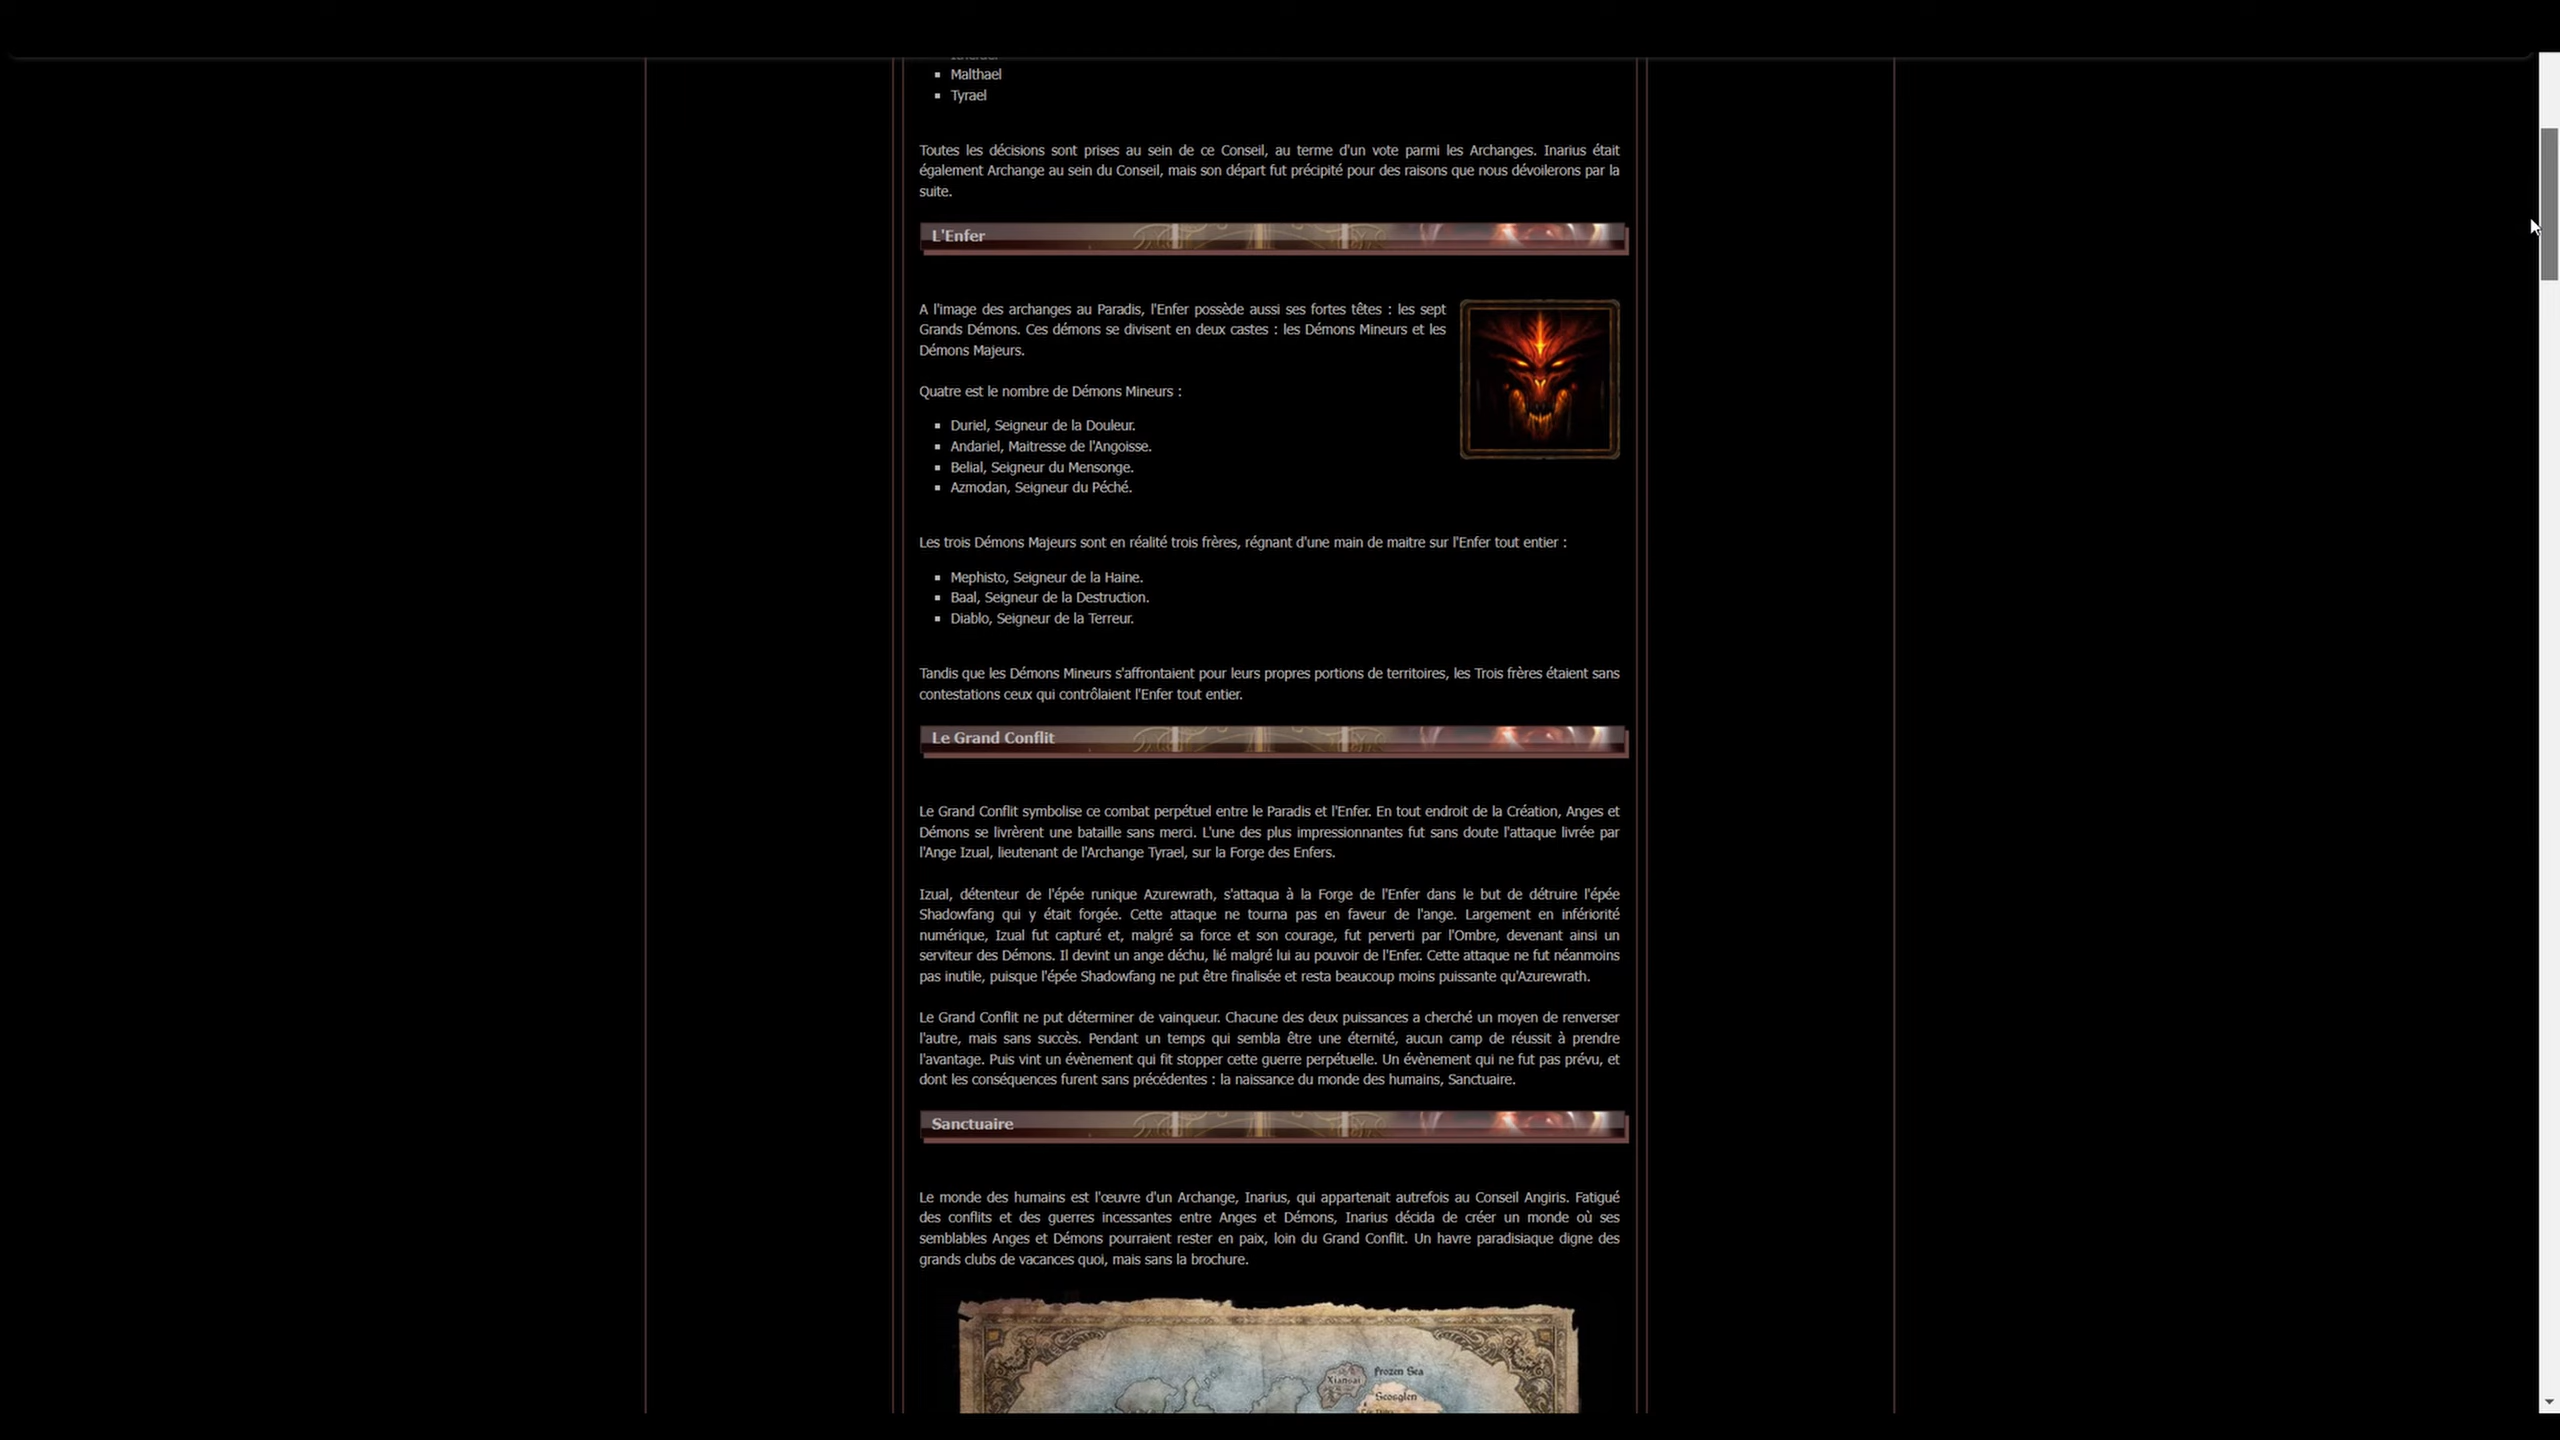 Malthael
Tyrael
Toutes les décisions sont prises au sein de ce Conseil, au terme d'un vote parmi les Archanges. Inarius était
également Archange au sein du Conseil, mais son départ fut précipité pour des raisons que nous dévoilerons par la
suite.
L'Enfer
A l'image des archanges au Paradis, l'Enfer possède aussi ses fortes têtes : les sept
Grands Démons. Ces démons se divisent en deux castes : les Démons Mineurs et les
Démons Majeurs.
Quatre est le nombre de Démons Mineurs :
Duriel, Seigneur de la Douleur.
Andariel, Maitresse de l'Angoisse.
Belial, Seigneur du Mensonge.
Azmodan, Seigneur du Péché.
Les trois Démons Majeurs sont en réalité trois frères, régnant d'une main de maitre sur l'Enfer tout entier :
Mephisto, Seigneur de la Haine.
Baal, Seigneur de la Destruction.
Diablo, Seigneur de la Terreur.
Tandis que les Démons Mineurs s'affrontaient pour leurs propres portions de territoires, les Trois frères étaient sans
contestations ceux qui contrôlaient l'Enfer tout entier.
Le Grand Conflit
Le Grand Conflit symbolise ce combat perpétuel entre le Paradis et l'Enfer. En tout endroit de la Création, Anges et
Démons se livrèrent une bataille sans merci. L'une des plus impressionnantes fut sans doute l'attaque livrée par
l'Ange Izual, lieutenant de l'Archange Tyrael, sur la Forge des Enfers.
Izual, détenteur de l'épée runique Azurewrath, s'attaqua à la Forge de l'Enfer dans le but de détruire l'épée
Shadowfang qui y était forgée. Cette attaque ne tourna pas en faveur de l'ange. Largement en infériorité
numérique, Izual fut capturé et, malgré sa force et son courage, fut perverti par l'Ombre, devenant ainsi un
serviteur des Démons. Il devint un ange déchu, lié malgré lui au pouvoir de l'Enfer. Cette attaque ne fut néanmoins
pas inutile, puisque l'épée Shadowfang ne put être finalisée et resta beaucoup moins puissante qu'Azurewrath.
Le Grand Conflit ne put déterminer de vainqueur. Chacune des deux puissances a cherché un moyen de renverser
l'autre, mais sans succès. Pendant un temps qui sembla être une éternité, aucun camp de réussit à prendre
l'avantage. Puis vint un évènement qui fit stopper cette guerre perpétuelle. Un évènement qui ne fut pas prévu, et
dont les conséquences furent sans précédentes : la naissance du monde des humains, Sanctuaire.
Sanctuaire
Le monde des humains est l'œuvre d'un Archange, Inarius, qui appartenait autrefois au Conseil Angiris. Fatigué
des conflits et des guerres incessantes entre Anges et Démons, Inarius décida de créer un monde où ses
semblables Anges et Démons pourraient rester en paix, loin du Grand Conflit. Un havre paradisiaque digne des
grands clubs de vacances quoi, mais sans la brochure.
Frozen Sea
Xiansai
Scosglen